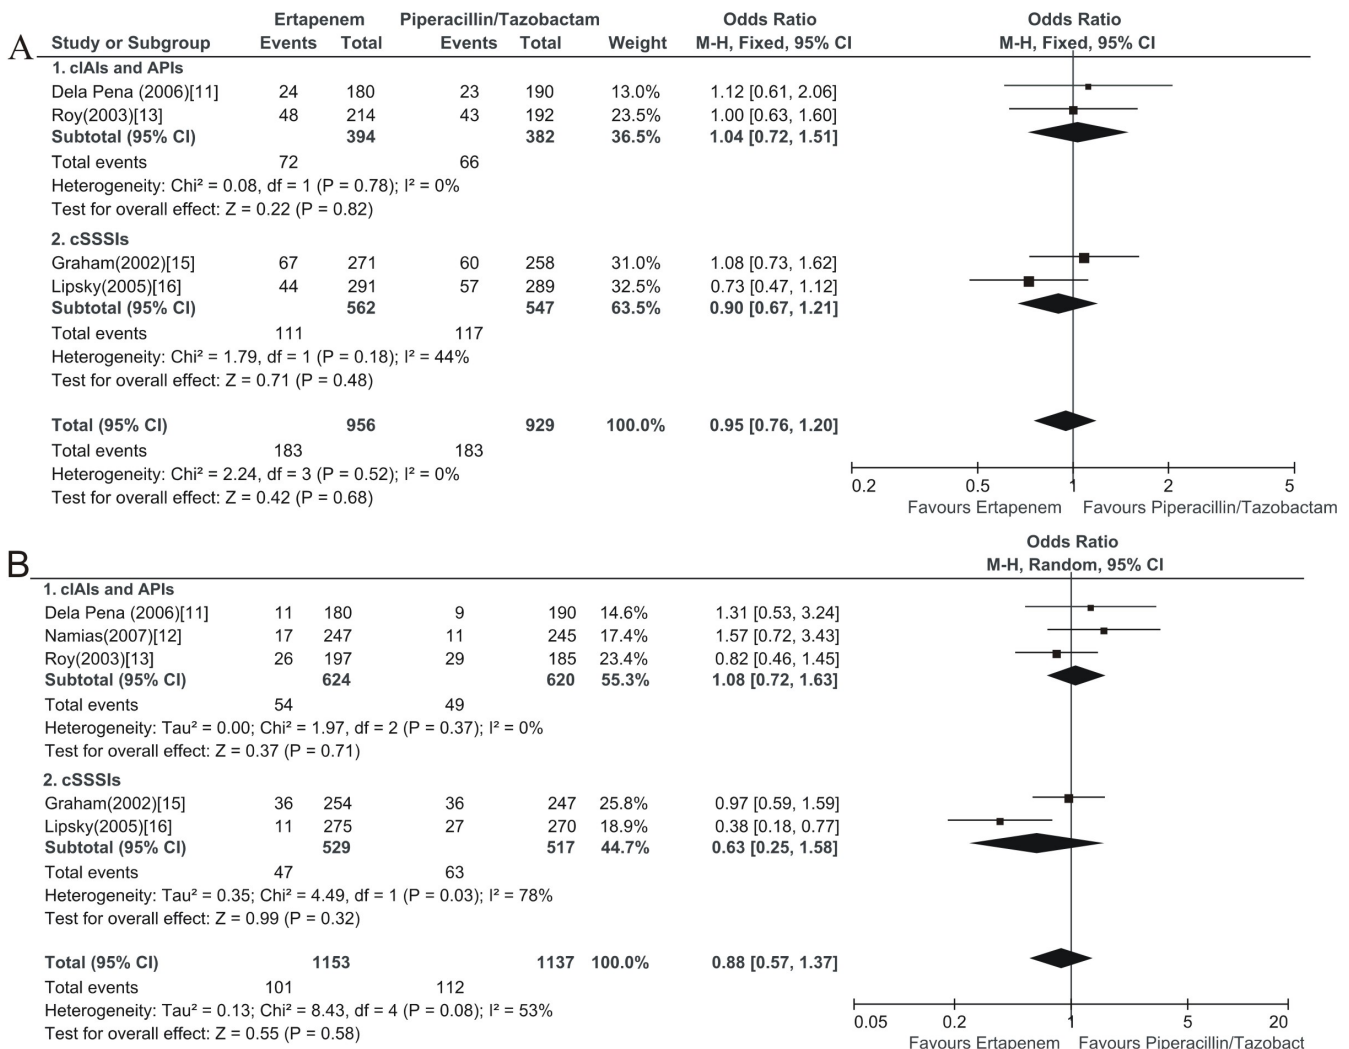 Ertapenem Piperacillin/Tazobactam Odds Ratio Odds Ratio
A Study or Subgroup Events Total Events Total Weight M-H, Fixed, 95% CI M-H, Fixed, 95% CI
1. cIAIs and APIs
Dela Pena (2006)[11] 24 180 23 190 13.0% 1.12 [0.61, 2.06]
Roy(2003)[13] 48 214 43 192 23.5% 1.00 [0.63, 1.60]
Subtotal (95% CI) 394 382 36.5% 1.04 [0.72, 1.51]
Total events 72 66
Heterogeneity: Chi² = 0.08, df = 1 (P = 0.78); I² = 0%
Test for overall effect: Z = 0.22 (P = 0.82)
2. cSSSIs
Graham(2002)[15] 67 271 60 258 31.0% 1.08 [0.73, 1.62]
Lipsky(2005)[16] 44 291 57 289 32.5% 0.73 [0.47, 1.12]
Subtotal (95% CI) 562 547 63.5% 0.90 [0.67, 1.21]
Total events 111 117
Heterogeneity: Chi² = 1.79, df = 1 (P = 0.18); I² = 44%
Test for overall effect: Z = 0.71 (P = 0.48)
Total (95% CI) 956 929 100.0% 0.95 [0.76, 1.20]
Total events 183 183
Heterogeneity: Chi² = 2.24, df = 3 (P = 0.52); I² = 0%
0.2 0.5 1 2 5
Test for overall effect: Z = 0.42 (P = 0.68)
Favours Ertapenem Favours Piperacillin/Tazobactam
Odds Ratio
B M-H, Random, 95% CI
1. cIAIs and APIs
Dela Pena (2006)[11] 11 180 9 190 14.6% 1.31 [0.53, 3.24]
Namias(2007)[12] 17 247 11 245 17.4% 1.57 [0.72, 3.43]
Roy(2003)[13] 26 197 29 185 23.4% 0.82 [0.46, 1.45]
Subtotal (95% CI) 624 620 55.3% 1.08 [0.72, 1.63]
Total events 54 49
Heterogeneity: Tau² = 0.00; Chi² = 1.97, df = 2 (P = 0.37); I² = 0%
Test for overall effect: Z = 0.37 (P = 0.71)
2. cSSSIs
Graham(2002)[15] 36 254 36 247 25.8% 0.97 [0.59, 1.59]
Lipsky(2005)[16] 11 275 27 270 18.9% 0.38 [0.18, 0.77]
Subtotal (95% CI) 529 517 44.7% 0.63 [0.25, 1.58]
Total events 47 63
Heterogeneity: Tau² = 0.35; Chi² = 4.49, df = 1 (P = 0.03); I² = 78%
Test for overall effect: Z = 0.99 (P = 0.32)
Total (95% CI) 1153 1137 100.0% 0.88 [0.57, 1.37]
Total events 101 112
Heterogeneity: Tau² = 0.13; Chi² = 8.43, df = 4 (P = 0.08); I² = 53%
0.05 0.2 1 5 20
Test for overall effect: Z = 0.55 (P = 0.58)
Favours Ertapenem Favours Piperacillin/Tazobact